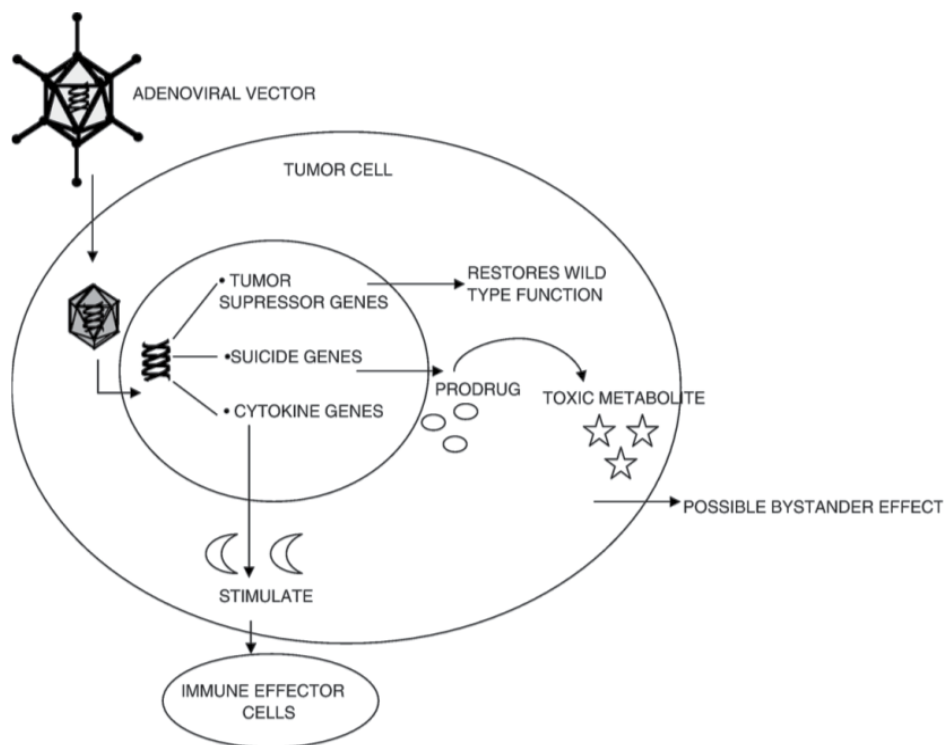 ADENOVIRAL VECTOR
TUMOR CELL
• TUMOR
SUPRESSOR GENES
RESTORES WILD
TYPE FUNCTION
•SUICIDE GENES
PRODRUG
TOXIC METABOLITE
• CYTOKINE GENES
POSSIBLE BYSTANDER EFFECT
STIMULATE
IMMUNE EFFECTOR
CELLS